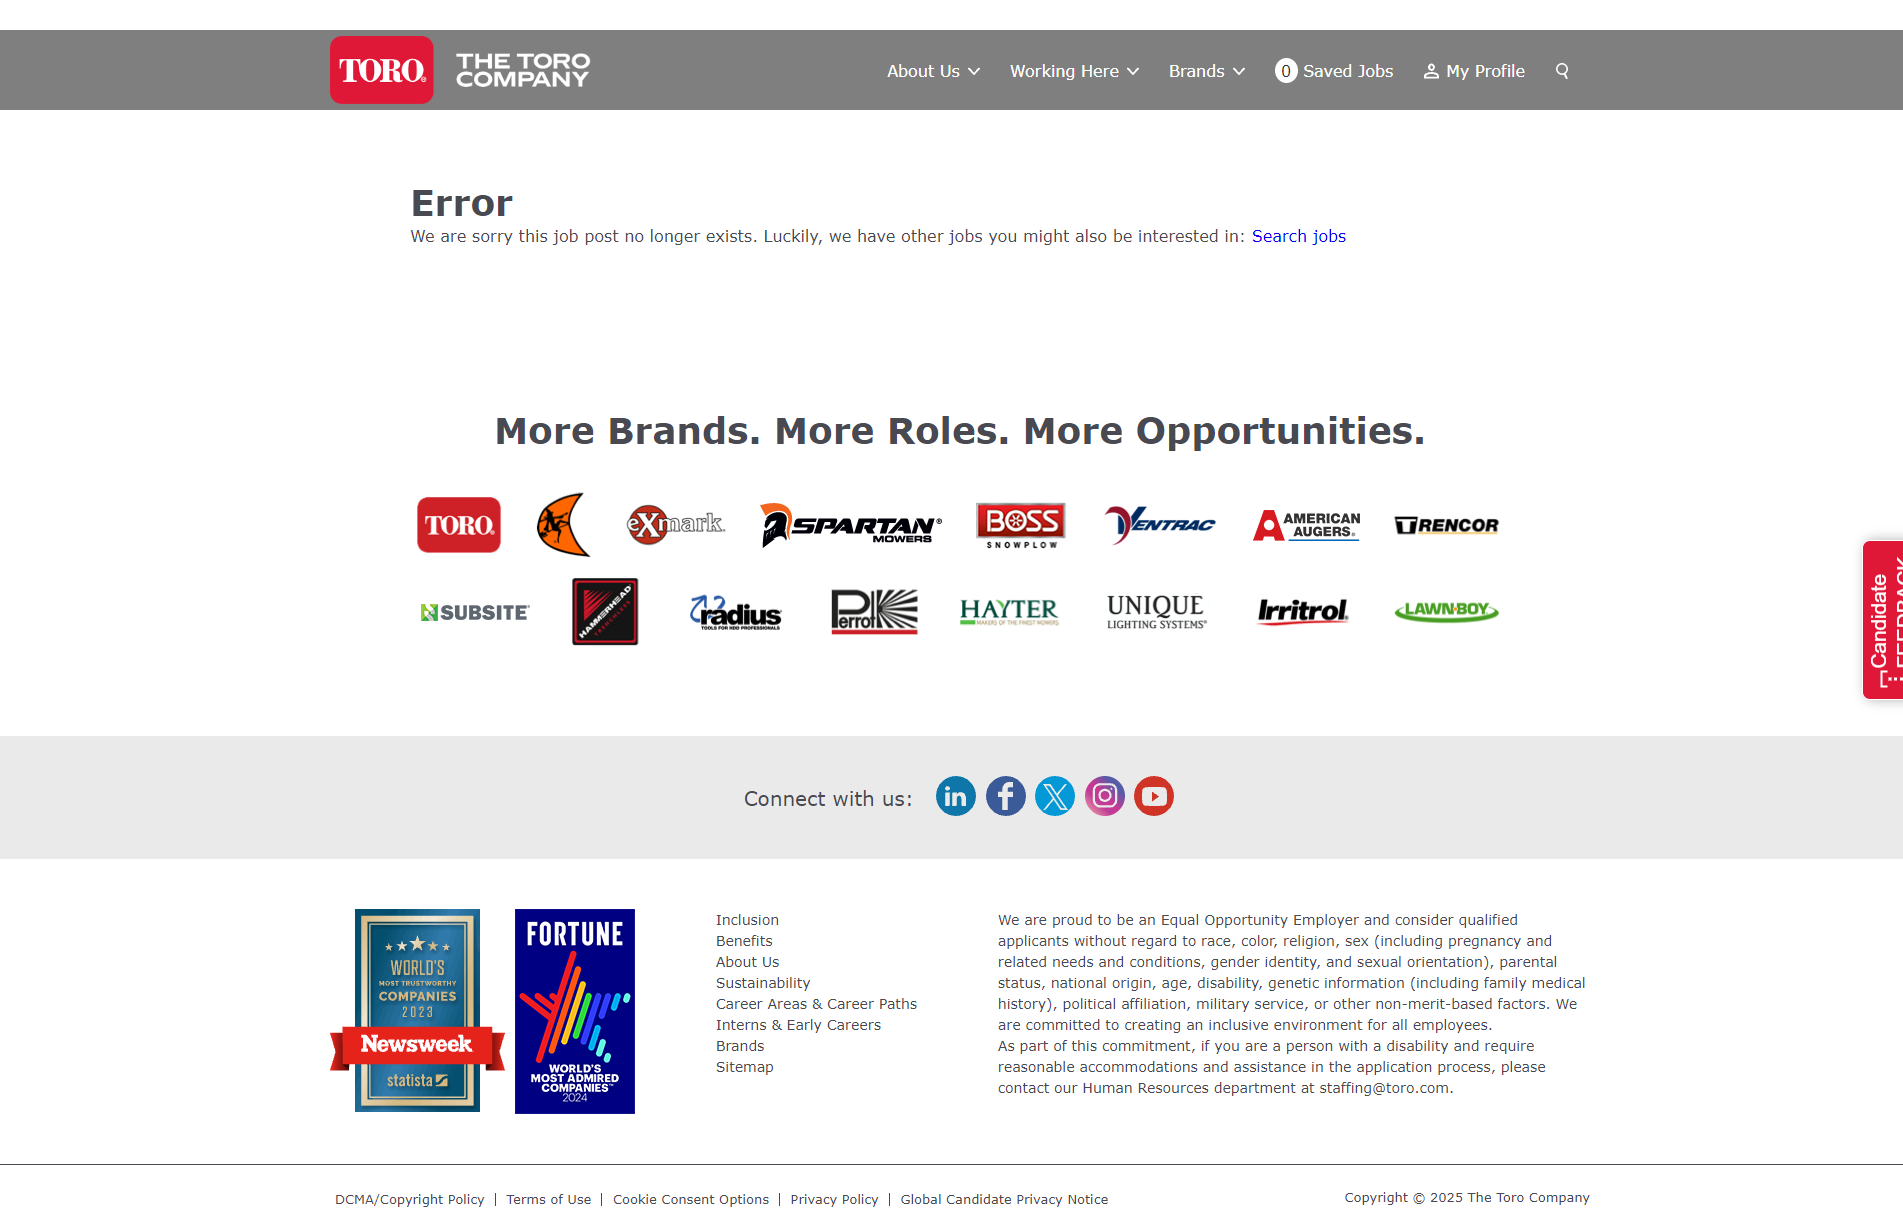 TORO
THE TORO
COMPANY
About Us
Working Here
Brands
0 Saved Jobs
My Profile
Error
We are sorry this job post no longer exists. Luckily, we have other jobs you might also be interested in: Search jobs
More Brands. More Roles. More Opportunities.
TORO.
eXmark
SPARTAN®
MOWERS
BOSS
SNOWPLOW
VENTRAC
AMERICAN
AUGERS
TRENCOR
SUBSITE
HAMMERHEAD
radius
TOOLS FOR HDD PROFESSIONALS
Perrot
HAYTER
MAKERS OF THE FINEST MOWERS
UNIQUE
LIGHTING SYSTEMS®
Irritrol
LAWN-BOY
Candidate
FEEDBACK
Connect with us:
WORLD'S
MOST TRUSTWORTHY
COMPANIES
2023
Newsweek
statista
FORTUNE
WORLD'S
MOST ADMIRED
COMPANIES™
2024
Inclusion
Benefits
About Us
Sustainability
Career Areas & Career Paths
Interns & Early Careers
Brands
Sitemap
We are proud to be an Equal Opportunity Employer and consider qualified
applicants without regard to race, color, religion, sex (including pregnancy and
related needs and conditions, gender identity, and sexual orientation), parental
status, national origin, age, disability, genetic information (including family medical
history), political affiliation, military service, or other non-merit-based factors. We
are committed to creating an inclusive environment for all employees.
As part of this commitment, if you are a person with a disability and require
reasonable accommodations and assistance in the application process, please
contact our Human Resources department at staffing@toro.com.
DCMA/Copyright Policy | Terms of Use | Cookie Consent Options | Privacy Policy | Global Candidate Privacy Notice
Copyright © 2025 The Toro Company